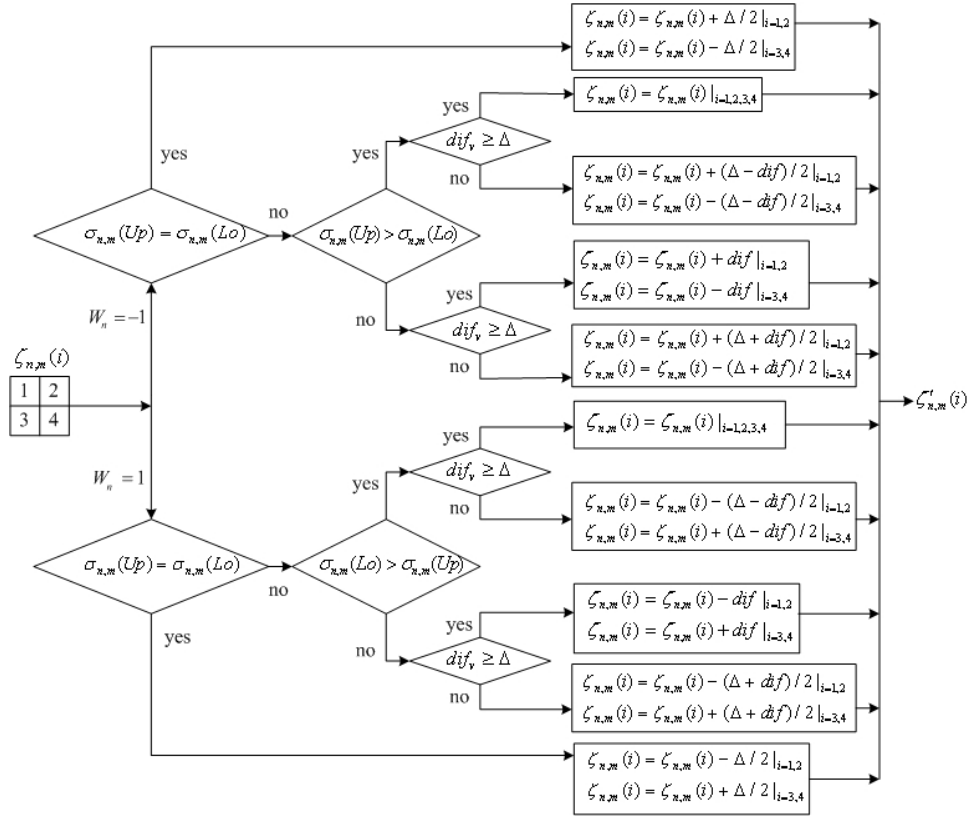 ζn,m(i) = ζn,m(i) + Δ / 2 |i=1,2
ζn,m(i) = ζn,m(i) − Δ / 2 |i=3,4
ζn,m(i) = ζn,m(i) |i=1,2,3,4
yes
yes
yes
difv ≥ Δ
no
ζn,m(i) = ζn,m(i) + (Δ − dif) / 2 |i=1,2
ζn,m(i) = ζn,m(i) − (Δ − dif) / 2 |i=3,4
σn,m(Up) = σn,m(Lo)
no
σn,m(Up) > σn,m(Lo)
ζn,m(i) = ζn,m(i) + dif |i=1,2
ζn,m(i) = ζn,m(i) − dif |i=3,4
yes
no
difv ≥ Δ
no
Wn = −1
ζn,m(i) = ζn,m(i) + (Δ + dif) / 2 |i=1,2
ζn,m(i) = ζn,m(i) − (Δ + dif) / 2 |i=3,4
ζn,m(i)
1 2
3 4
ζ′n,m(i)
ζn,m(i) = ζn,m(i) |i=1,2,3,4
yes
Wn = 1
yes
difv ≥ Δ
no
ζn,m(i) = ζn,m(i) − (Δ − dif) / 2 |i=1,2
ζn,m(i) = ζn,m(i) + (Δ − dif) / 2 |i=3,4
σn,m(Up) = σn,m(Lo)
no
σn,m(Lo) > σn,m(Up)
ζn,m(i) = ζn,m(i) − dif |i=1,2
ζn,m(i) = ζn,m(i) + dif |i=3,4
yes
yes
no
difv ≥ Δ
no
ζn,m(i) = ζn,m(i) − (Δ + dif) / 2 |i=1,2
ζn,m(i) = ζn,m(i) + (Δ + dif) / 2 |i=3,4
ζn,m(i) = ζn,m(i) − Δ / 2 |i=1,2
ζn,m(i) = ζn,m(i) + Δ / 2 |i=3,4